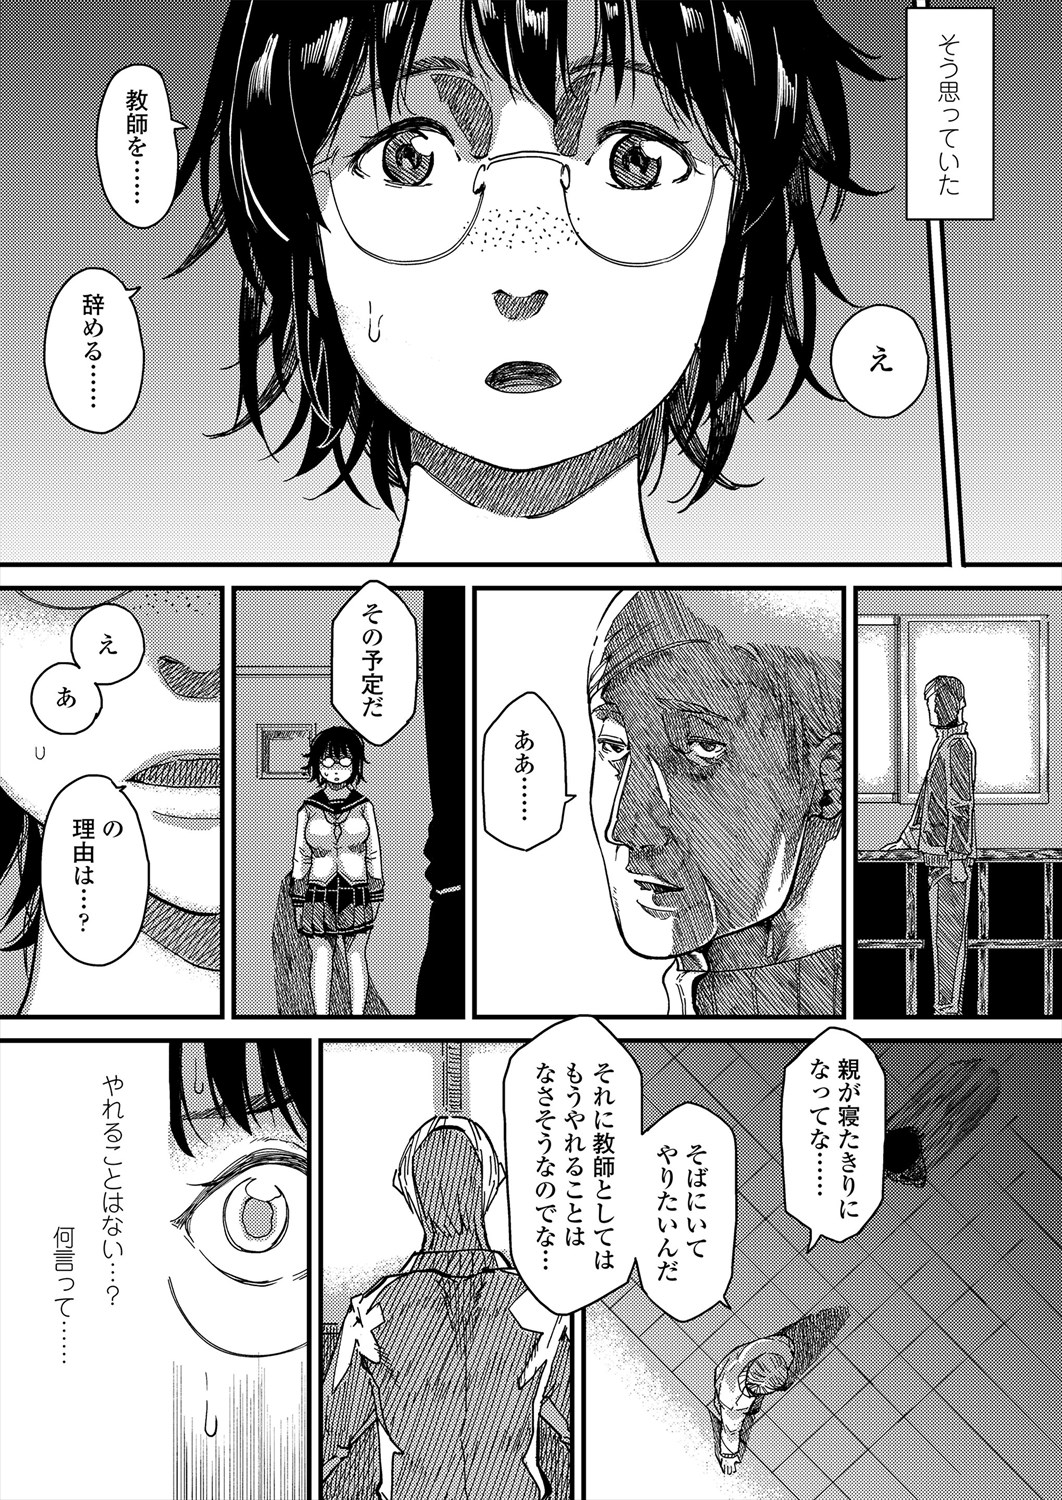 そう思っていた
え
教師を……
辞める……
ああ……
その予定だ
え
あ
の
理由は…?
親が寝たきりに
なってな……
そばにいて
やりたいんだ
それに教師としては
もうやれることは
なさそうなのでな…
やれることはない…?
何言って……